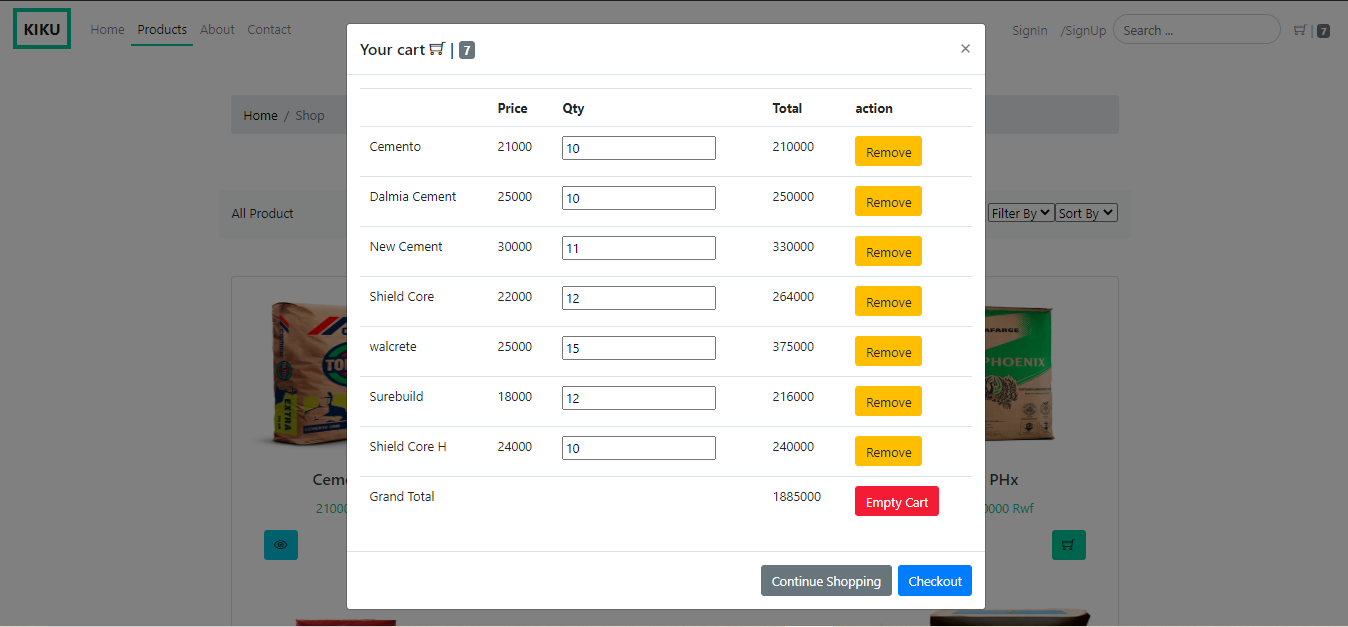 KIKU Home Products About Contact SignIn /SignUp Search ... | 7
Your cart | 7 ×
Home / Shop
Price Qty Total action
Cemento 21000 10 210000 Remove
Dalmia Cement 25000 10 250000 Remove
All Product Filter By Sort By
New Cement 30000 11 330000 Remove
Shield Core 22000 12 264000 Remove
walcrete 25000 15 375000 Remove
Surebuild 18000 12 216000 Remove
Shield Core H 24000 10 240000 Remove
Grand Total 1885000 Empty Cart
EXTRA
PHOENIX
PHx
Rwf
Continue Shopping Checkout